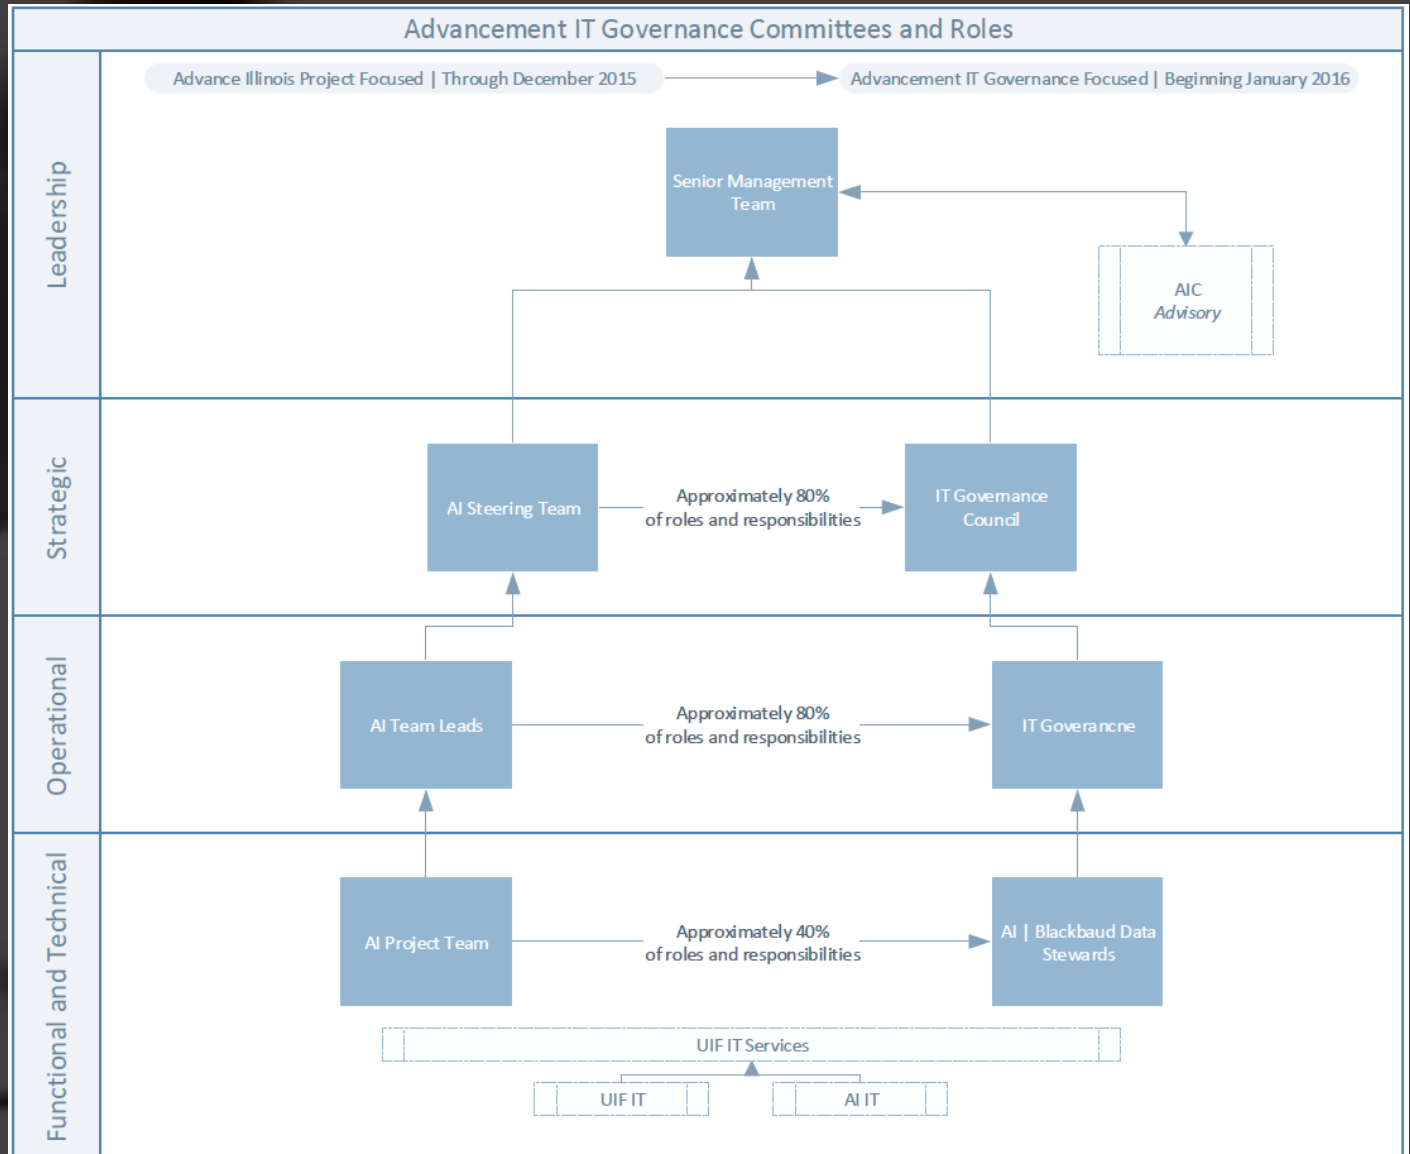 Advancement IT Governance Committees and Roles
Advance Illinois Project Focused | Through December 2015
Advancement IT Governance Focused | Beginning January 2016
Leadership
Senior Management
Team
AIC
Advisory
Strategic
AI Steering Team
Approximately 80%
of roles and responsibilities
IT Governance
Council
Operational
AI Team Leads
Approximately 80%
of roles and responsibilities
IT Goverancne
Functional and Technical
AI Project Team
Approximately 40%
of roles and responsibilities
AI | Blackbaud Data
Stewards
UIF IT Services
UIF IT
AI IT